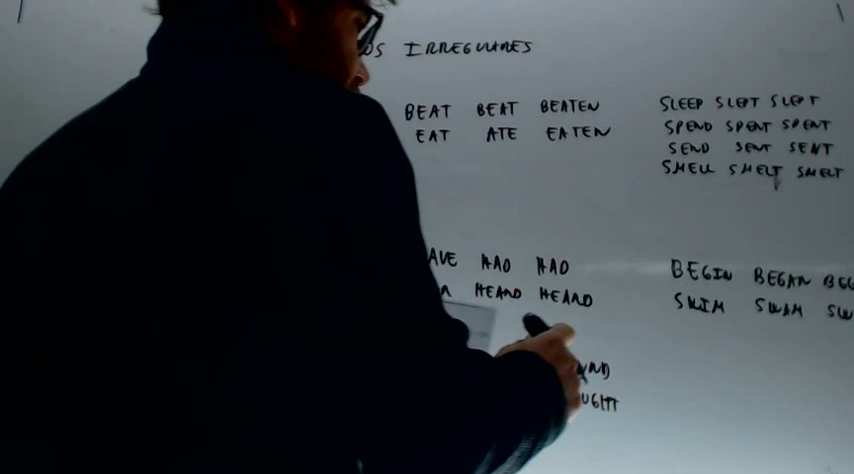 OS IRREGULARES
BEAT BEAT BEATEN
EAT ATE EATEN
SLEEP SLEPT SLEPT
SPEND SPENT SPENT
SEND SENT SENT
SMELL SMELT SMELT
AVE HAD HAD
HEARD HEARD
BEGIN BEGAN BEG
SWIM SWAM SW
UND
UGHT